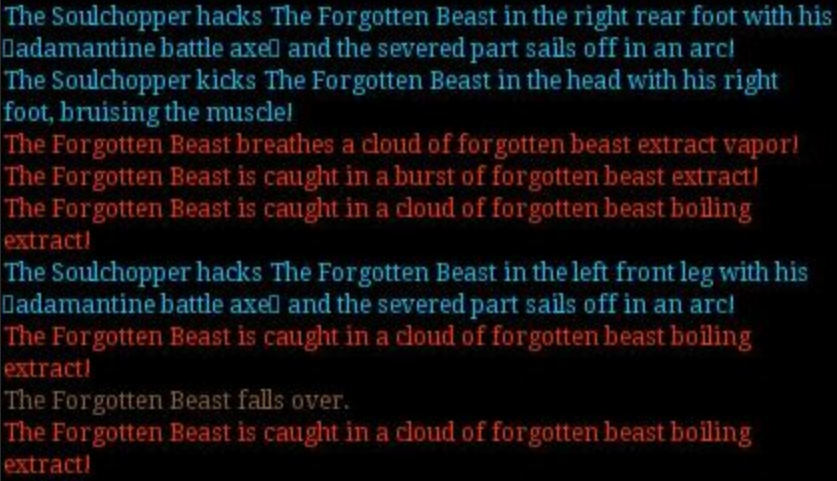 The Soulchopper hacks The Forgotten Beast in the right rear foot with his
▯adamantine battle axe▯ and the severed part sails off in an arc!
The Soulchopper kicks The Forgotten Beast in the head with his right
foot, bruising the muscle!
The Forgotten Beast breathes a cloud of forgotten beast extract vapor!
The Forgotten Beast is caught in a burst of forgotten beast extract!
The Forgotten Beast is caught in a cloud of forgotten beast boiling
extract!
The Soulchopper hacks The Forgotten Beast in the left front leg with his
▯adamantine battle axe▯ and the severed part sails off in an arc!
The Forgotten Beast is caught in a cloud of forgotten beast boiling
extract!
The Forgotten Beast falls over.
The Forgotten Beast is caught in a cloud of forgotten beast boiling
extract!